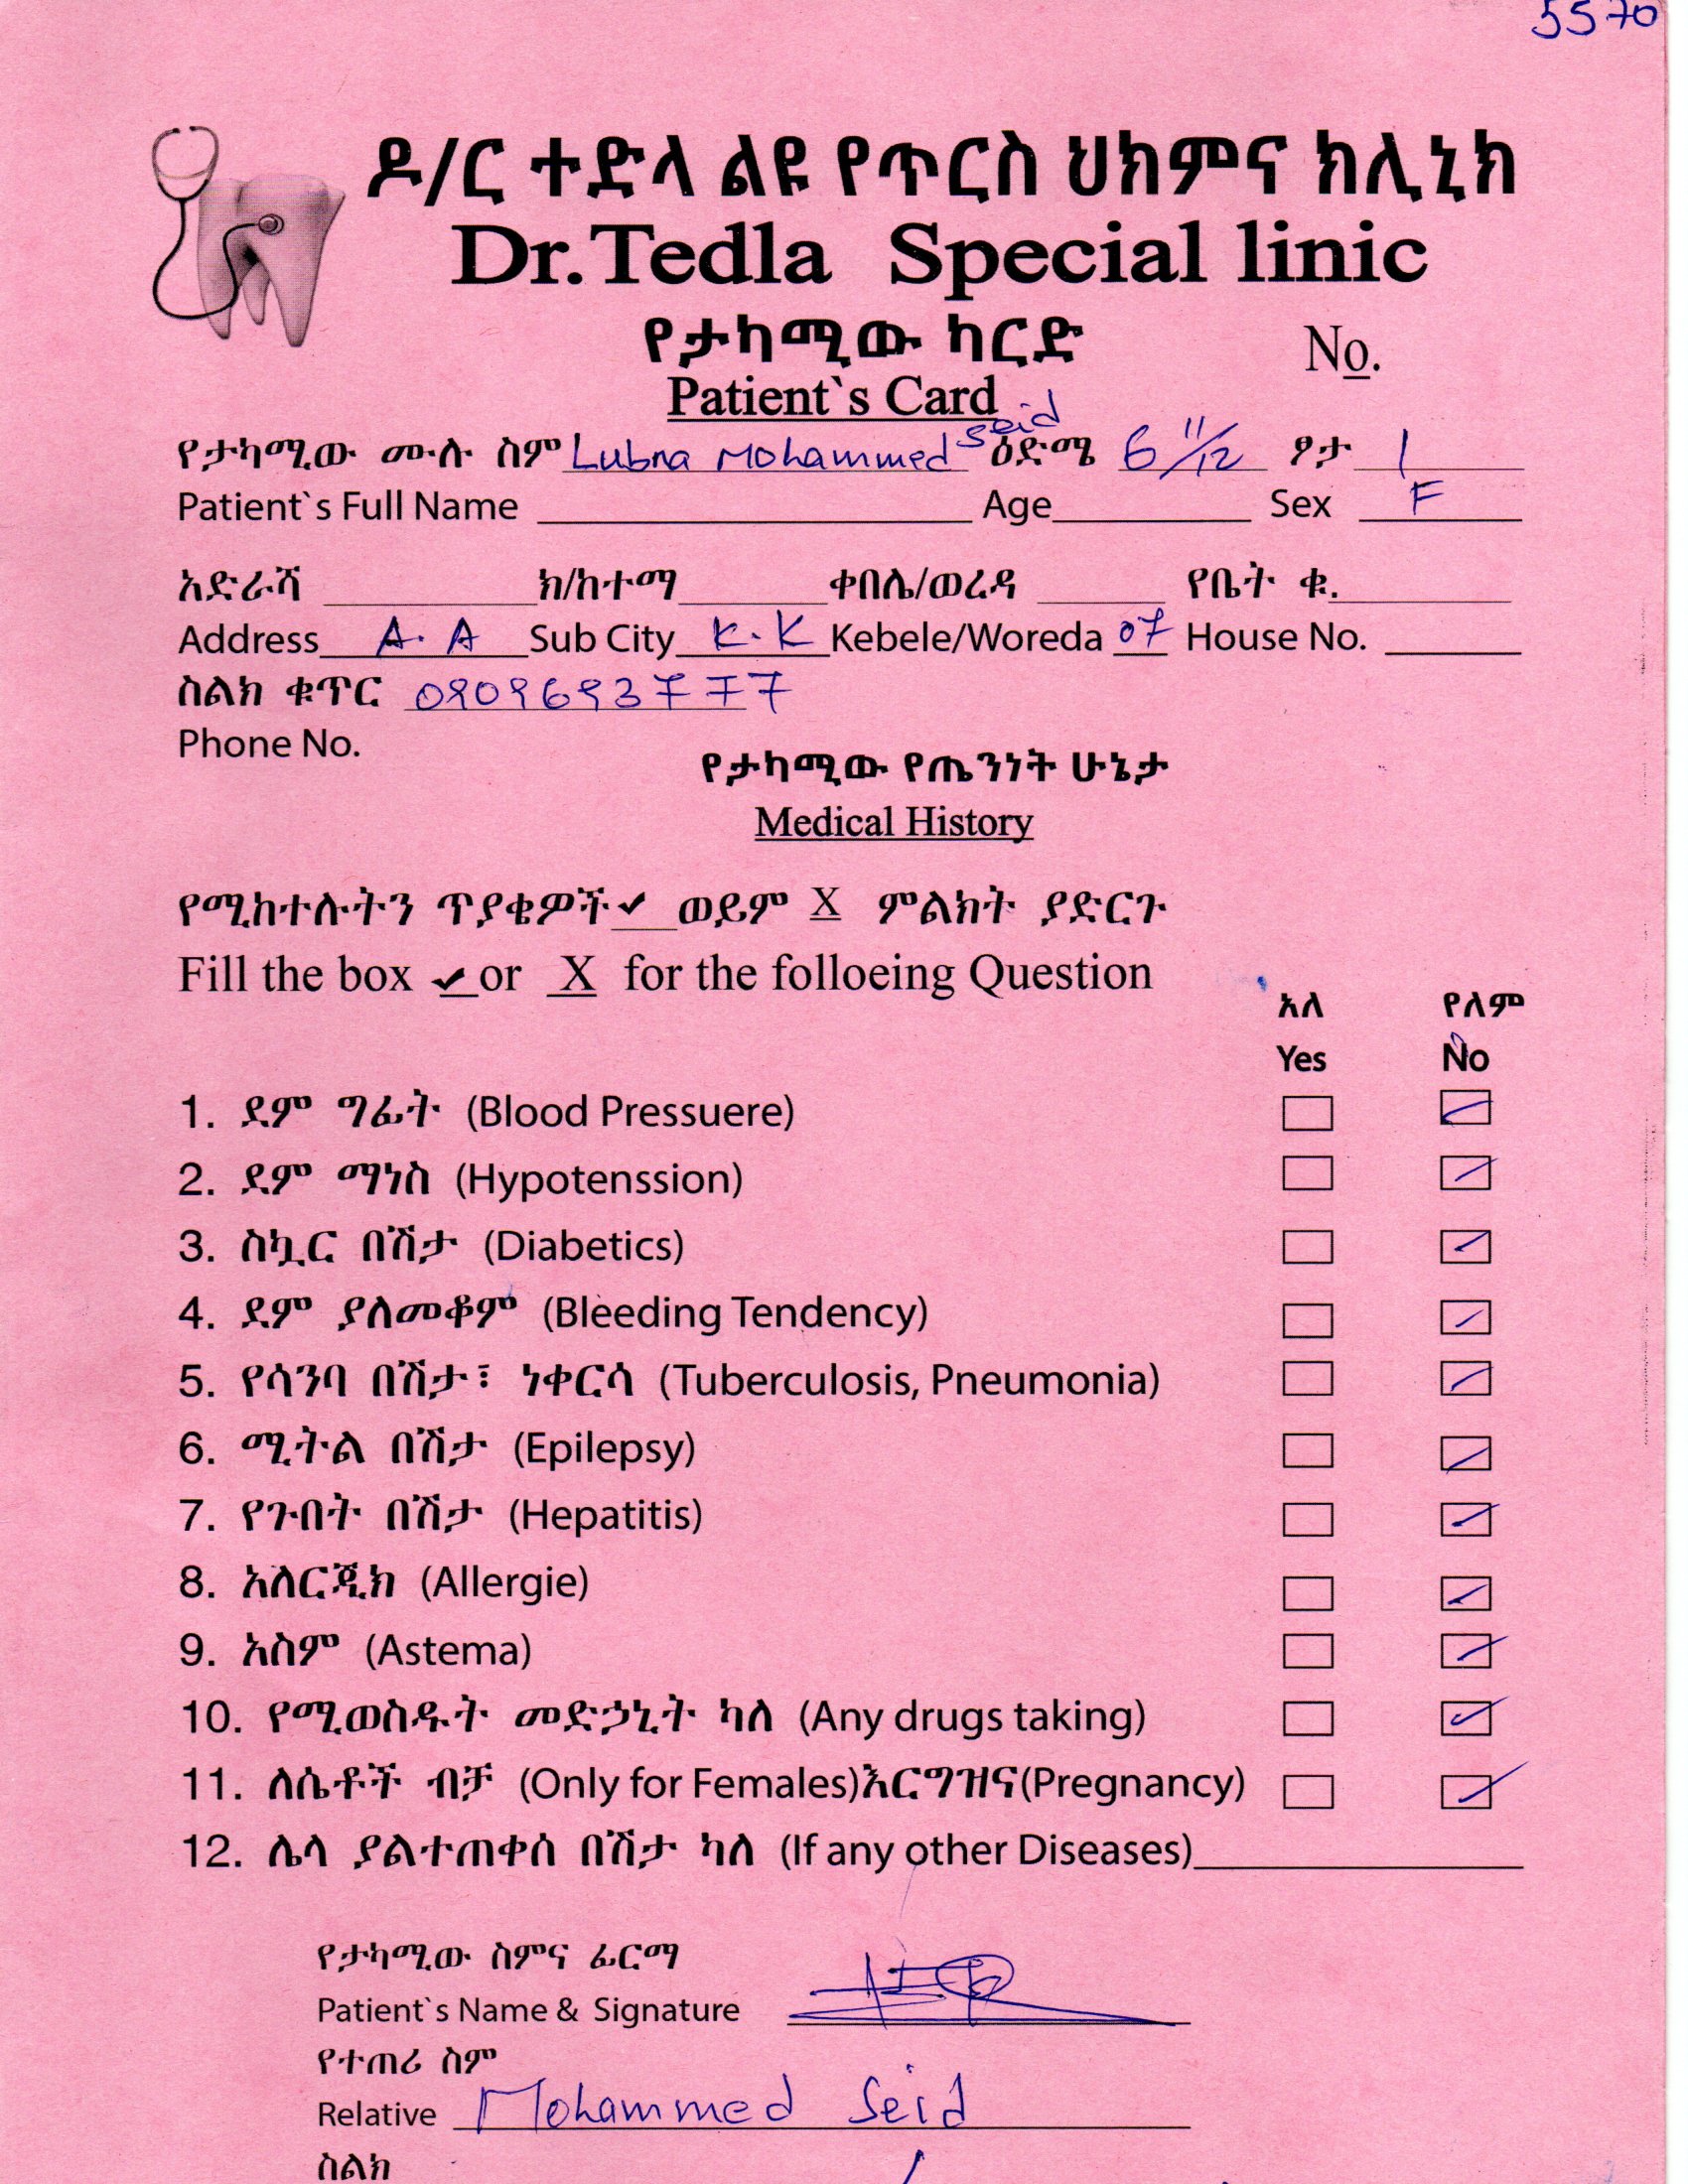 5570
ዶ/ር ተድላ ልዩ የጥርስ ህክምና ክሊኒክ
Dr.Tedla Special linic
የታካሚው ካርድ
No.
Patient`s Card
የታካሚው ሙሉ ስም Lubna Mohammed Seid ዕድሜ 6 11/12 ፆታ
Patient`s Full Name Age Sex F
አድራሻ ክ/ከተማ ቀበሌ/ወረዳ የቤት ቁ.
Address A.A Sub City K.K Kebele/Woreda 07 House No.
ስልክ ቁጥር 0909693777
Phone No.
የታካሚው የጤንነት ሁኔታ
Medical History
የሚከተሉትን ጥያቄዎች ✓ ወይም X ምልክት ያድርጉ
Fill the box ✓ or X for the folloeing Question
አለ የለም
Yes No
1. ደም ግፊት (Blood Pressuere)
2. ደም ማነስ (Hypotenssion)
3. ስኳር በሽታ (Diabetics)
4. ደም ያለመቆም (Bleeding Tendency)
5. የሳንባ በሽታ፣ ነቀርሳ (Tuberculosis, Pneumonia)
6. ሚትል በሽታ (Epilepsy)
7. የጉበት በሽታ (Hepatitis)
8. አለርጂክ (Allergie)
9. አስም (Astema)
10. የሚወስዱት መድኃኒት ካለ (Any drugs taking)
11. ለሴቶች ብቻ (Only for Females)እርግዝና(Pregnancy)
12. ሌላ ያልተጠቀሰ በሽታ ካለ (If any other Diseases)
የታካሚው ስምና ፊርማ
Patient`s Name & Signature
የተጠሪ ስም
Relative Mohammed Seid
ስልክ